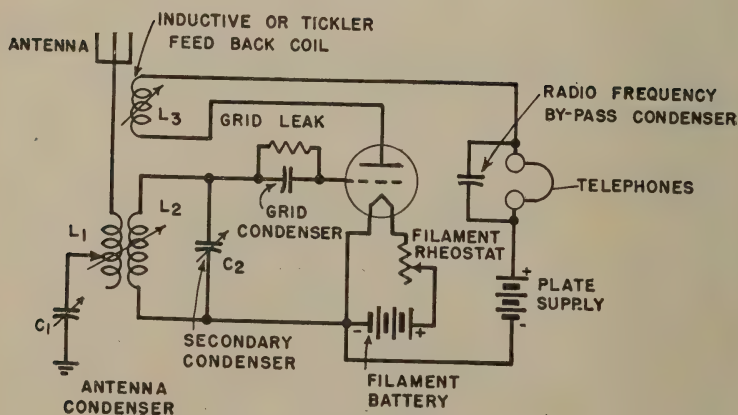 INDUCTIVE OR TICKLER
FEED BACK COIL
ANTENNA
L3
GRID LEAK
RADIO FREQUENCY
BY-PASS CONDENSER
TELEPHONES
L1
L2
GRID
CONDENSER
FILAMENT
RHEOSTAT
C2
C1
+
PLATE
SUPPLY
-
- +
SECONDARY
CONDENSER
FILAMENT
BATTERY
ANTENNA
CONDENSER